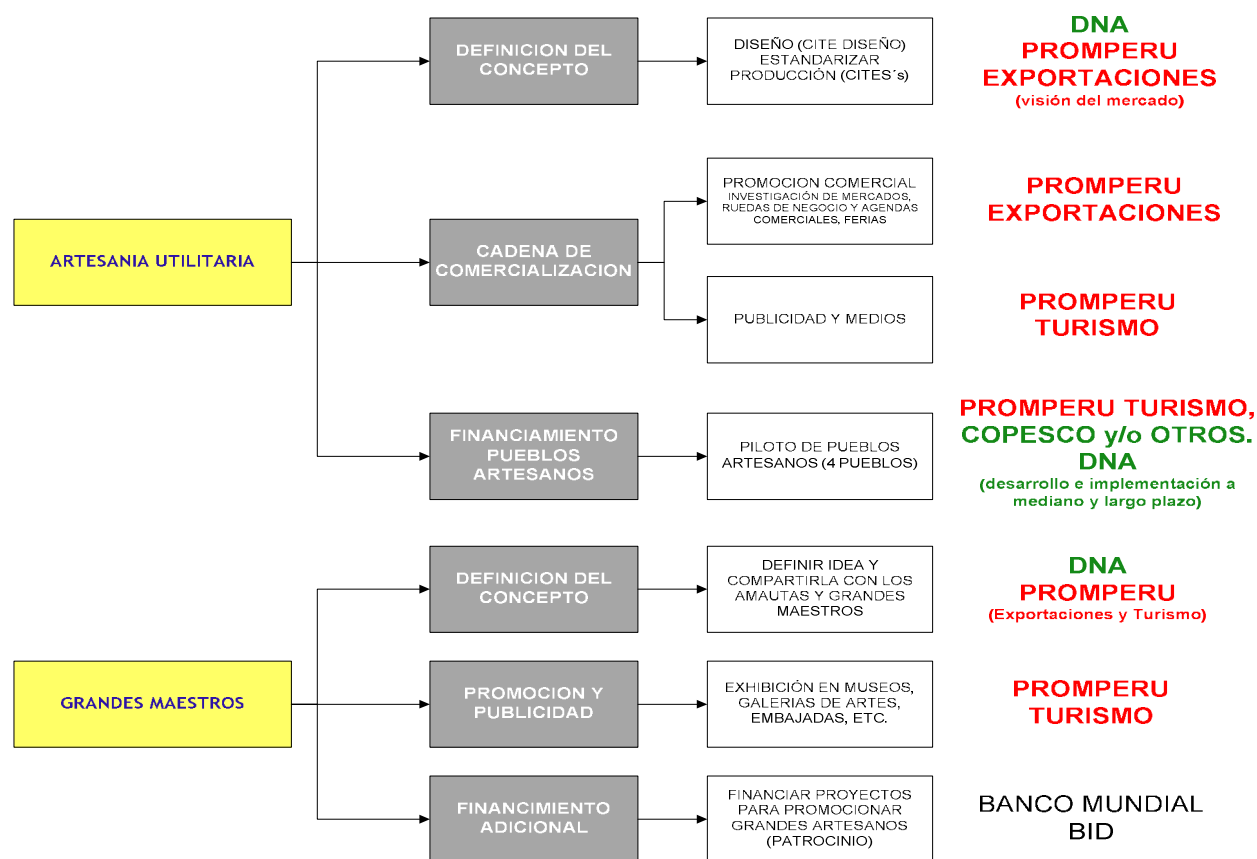 DEFINICION DEL
CONCEPTO
DISEÑO (CITE DISEÑO)
ESTANDARIZAR
PRODUCCIÓN (CITES´s)
DNA
PROMPERU
EXPORTACIONES
(visión del mercado)
ARTESANIA UTILITARIA
CADENA DE
COMERCIALIZACION
PROMOCION COMERCIAL
INVESTIGACIÓN DE MERCADOS,
RUEDAS DE NEGOCIO Y AGENDAS
COMERCIALES, FERIAS
PROMPERU
EXPORTACIONES
PUBLICIDAD Y MEDIOS
PROMPERU
TURISMO
FINANCIAMIENTO
PUEBLOS
ARTESANOS
PILOTO DE PUEBLOS
ARTESANOS (4 PUEBLOS)
PROMPERU TURISMO,
COPESCO y/o OTROS.
DNA
(desarrollo e implementación a
mediano y largo plazo)
DEFINICION DEL
CONCEPTO
DEFINIR IDEA Y
COMPARTIRLA CON LOS
AMAUTAS Y GRANDES
MAESTROS
DNA
PROMPERU
(Exportaciones y Turismo)
GRANDES MAESTROS
PROMOCION Y
PUBLICIDAD
EXHIBICIÓN EN MUSEOS,
GALERIAS DE ARTES,
EMBAJADAS, ETC.
PROMPERU
TURISMO
FINANCIMIENTO
ADICIONAL
FINANCIAR PROYECTOS
PARA PROMOCIONAR
GRANDES ARTESANOS
(PATROCINIO)
BANCO MUNDIAL
BID